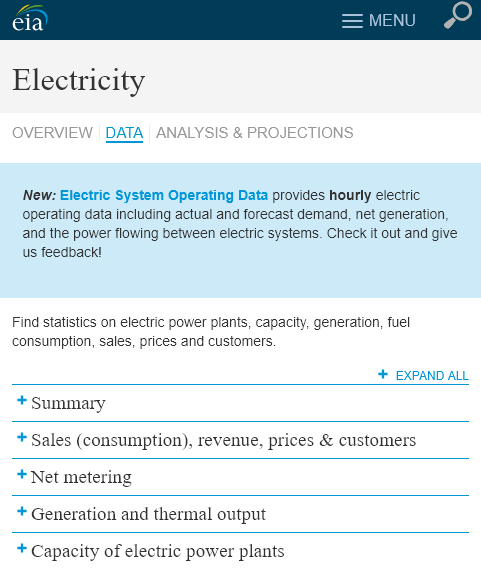 eia
MENU
Electricity
OVERVIEW DATA ANALYSIS & PROJECTIONS
New: Electric System Operating Data provides hourly electric
operating data including actual and forecast demand, net generation,
and the power flowing between electric systems. Check it out and give
us feedback!
Find statistics on electric power plants, capacity, generation, fuel
consumption, sales, prices and customers.
+ EXPAND ALL
+ Summary
+ Sales (consumption), revenue, prices & customers
+ Net metering
+ Generation and thermal output
+ Capacity of electric power plants